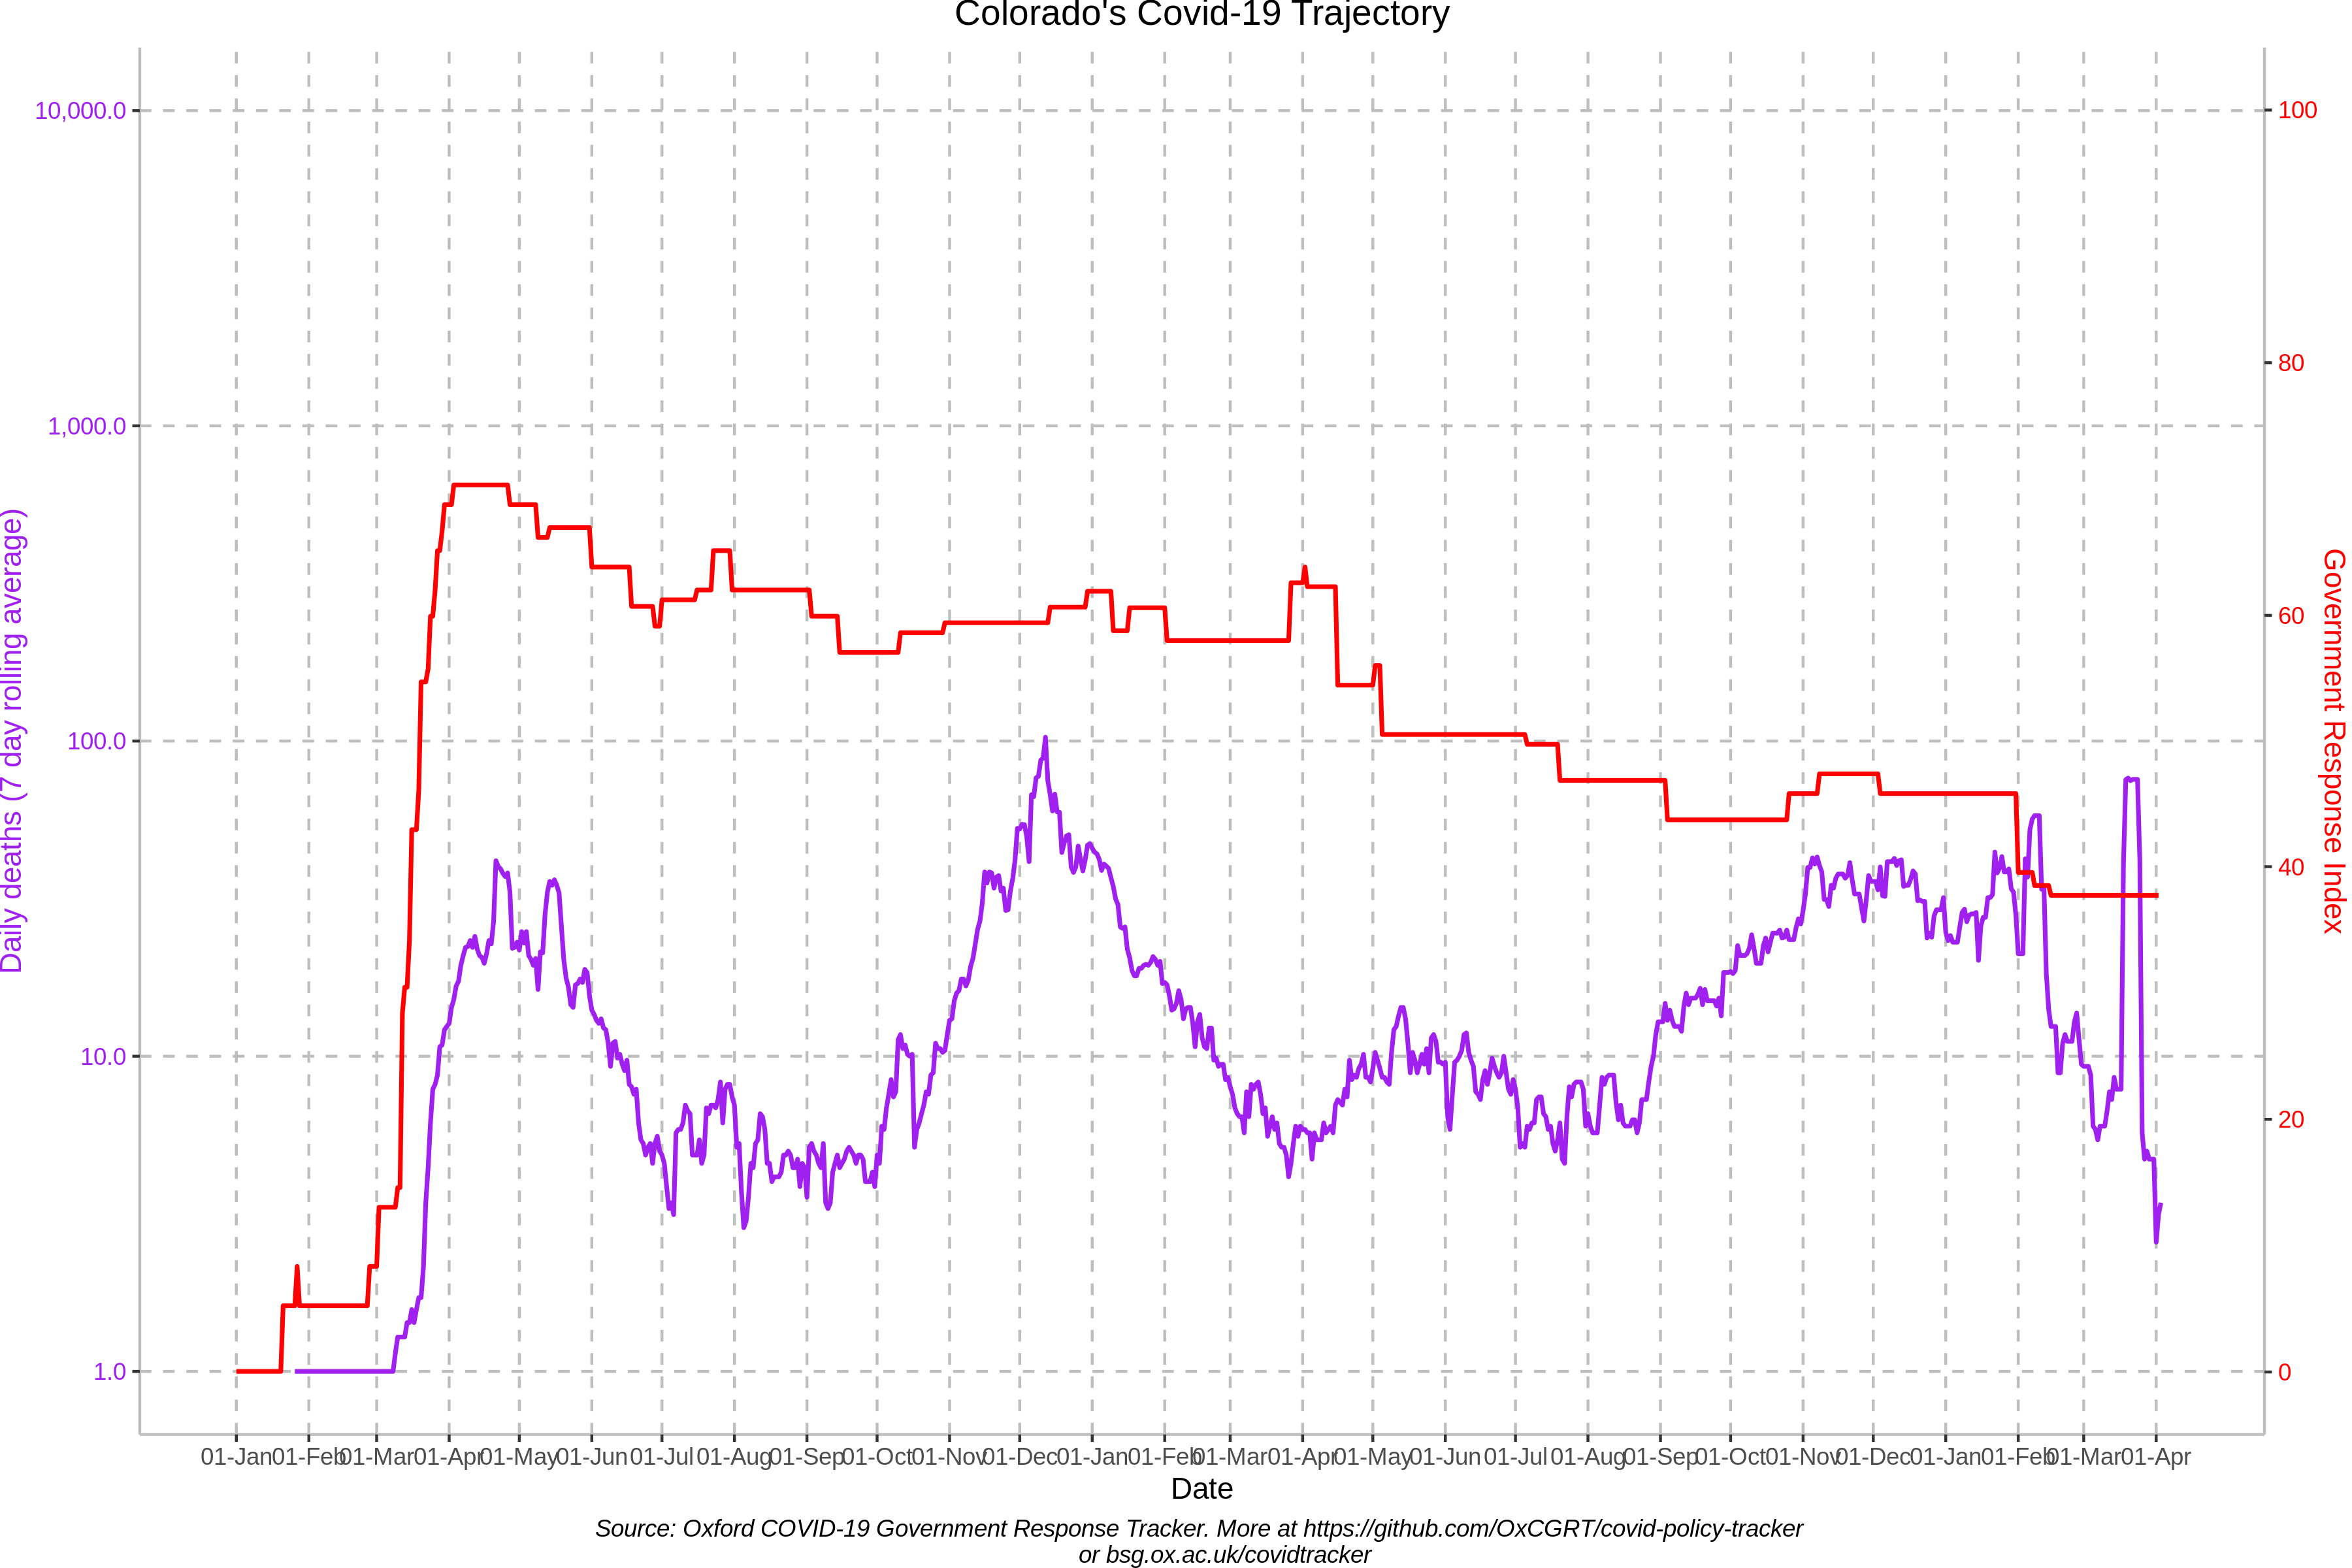 Colorado's Covid-19 Trajectory
10,000.0
1,000.0
100.0
10.0
1.0
Daily deaths (7 day rolling average)
100
80
60
40
20
0
Government Response Index
01-Jan 01-Feb 01-Mar 01-Apr 01-May 01-Jun 01-Jul 01-Aug 01-Sep 01-Oct 01-Nov 01-Dec 01-Jan 01-Feb 01-Mar 01-Apr 01-May 01-Jun 01-Jul 01-Aug 01-Sep 01-Oct 01-Nov 01-Dec 01-Jan 01-Feb 01-Mar 01-Apr
Date
Source: Oxford COVID-19 Government Response Tracker. More at https://github.com/OxCGRT/covid-policy-tracker
or bsg.ox.ac.uk/covidtracker